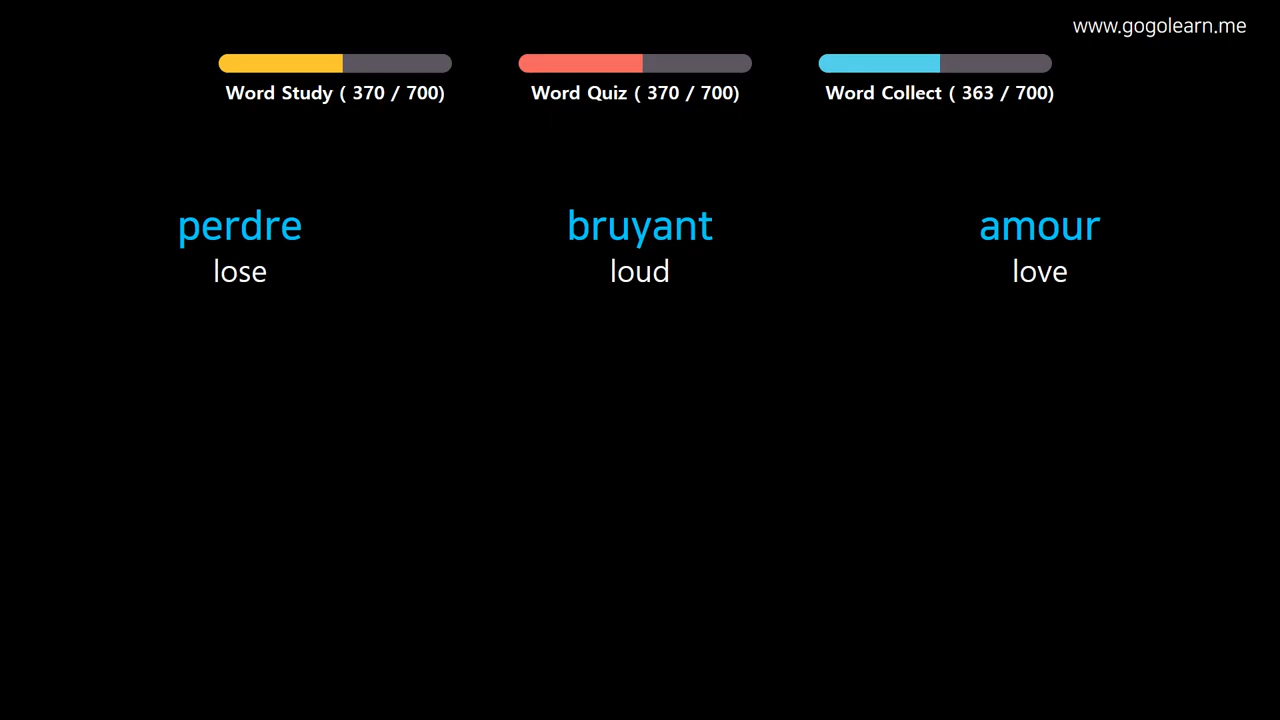 www.gogolearn.me
Word Study ( 370 / 700)
Word Quiz ( 370 / 700)
Word Collect ( 363 / 700)
perdre
lose
bruyant
loud
amour
love